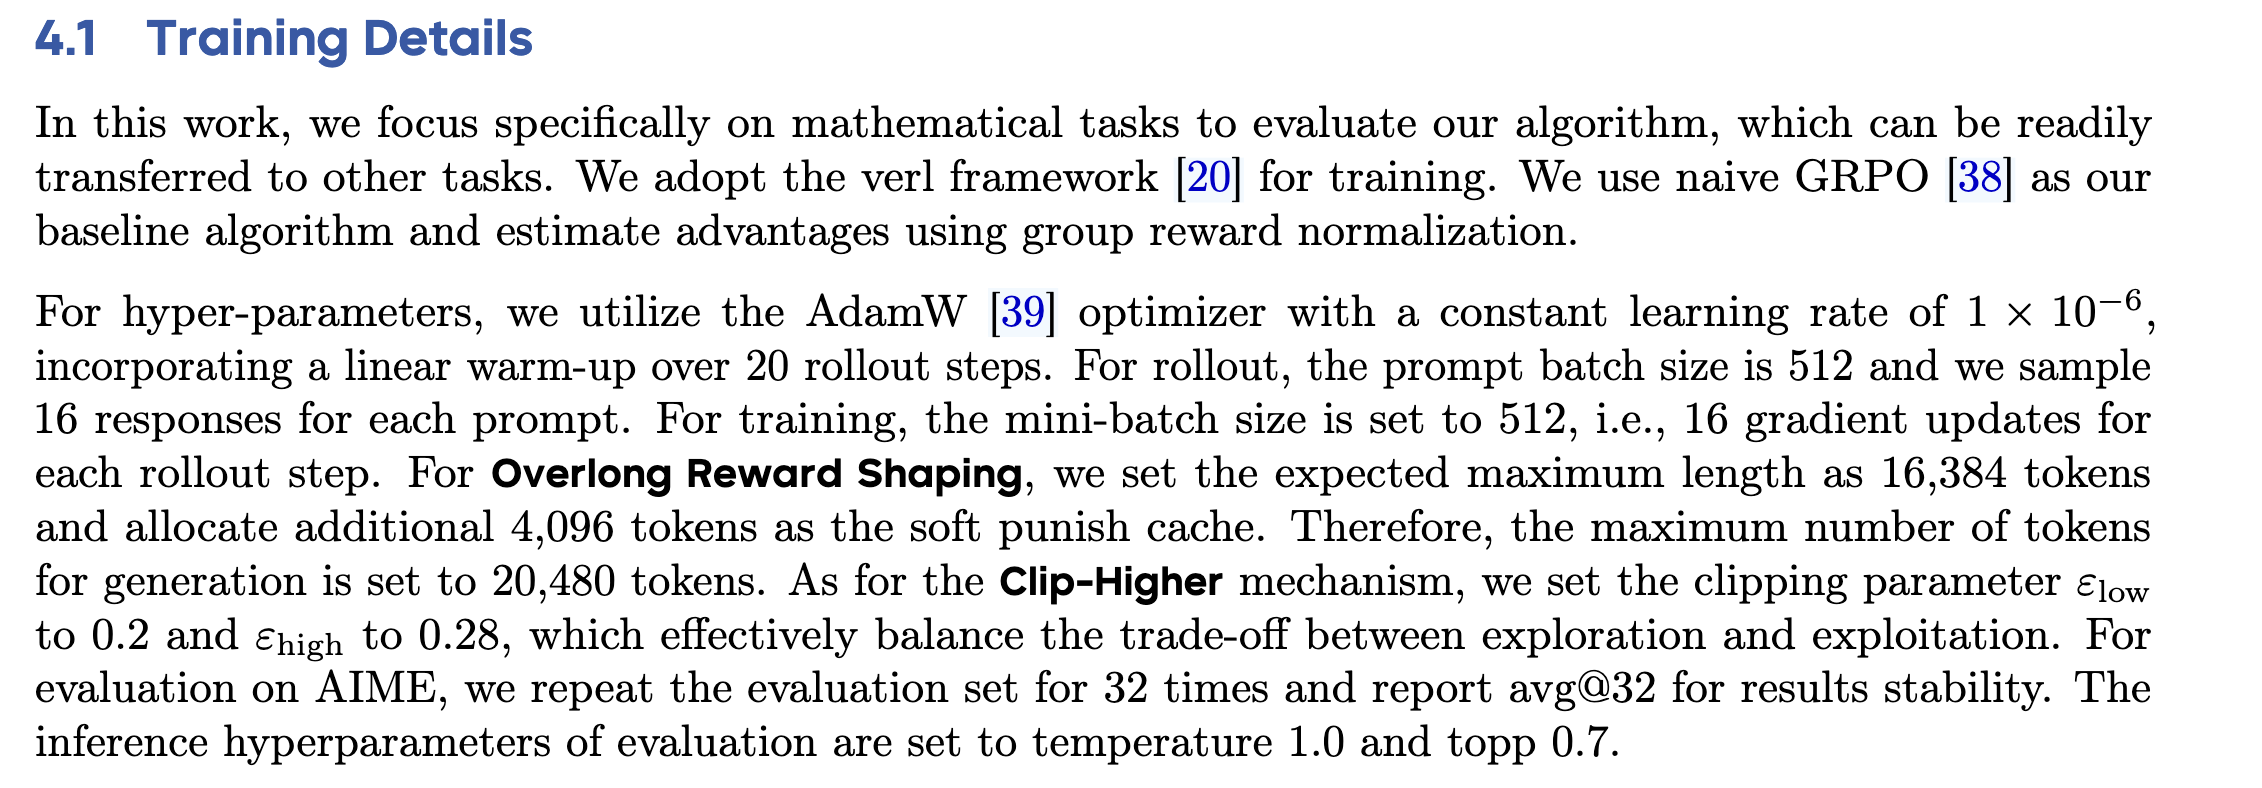 4.1 Training Details
In this work, we focus specifically on mathematical tasks to evaluate our algorithm, which can be readily
transferred to other tasks. We adopt the verl framework [20] for training. We use naive GRPO [38] as our
baseline algorithm and estimate advantages using group reward normalization.
For hyper-parameters, we utilize the AdamW [39] optimizer with a constant learning rate of 1 × 10⁻⁶,
incorporating a linear warm-up over 20 rollout steps. For rollout, the prompt batch size is 512 and we sample
16 responses for each prompt. For training, the mini-batch size is set to 512, i.e., 16 gradient updates for
each rollout step. For Overlong Reward Shaping, we set the expected maximum length as 16,384 tokens
and allocate additional 4,096 tokens as the soft punish cache. Therefore, the maximum number of tokens
for generation is set to 20,480 tokens. As for the Clip-Higher mechanism, we set the clipping parameter ε_low
to 0.2 and ε_high to 0.28, which effectively balance the trade-off between exploration and exploitation. For
evaluation on AIME, we repeat the evaluation set for 32 times and report avg@32 for results stability. The
inference hyperparameters of evaluation are set to temperature 1.0 and topp 0.7.